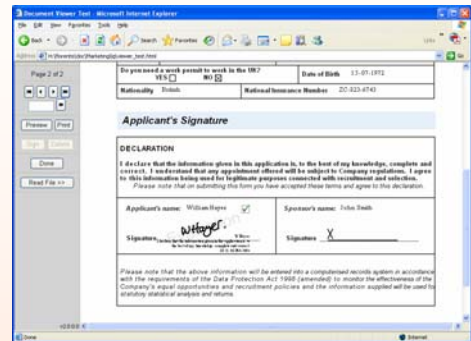 Document Viewer Test - Microsoft Internet Explorer
File Edit View Favorites Tools Help
Back Search Favorites
Address Go
Page 2 of 2
Preview Print
Sign Delete
Done
Read File >>
Do you need a work permit to work in the UK?
YES NO
Date of Birth 13-07-1972
Nationality British
National Insurance Number
Applicant's Signature
DECLARATION
I declare that the information given in this application is, to the best of my knowledge, complete and
correct. I understand that any appointment offered will be subject to Company regulations. I agree
to this information being used for legitimate purposes connected with recruitment and selection.
Please note that on submitting this form you have accepted these terms and agree to this declaration.
Applicant's name: William Hayer
Sponsor's name: John Smith
Signature WHayer
Signature X
Please note that the above information will be entered into a computerised records system in accordance
with the requirements of the Data Protection Act 1998 (amended) to monitor the effectiveness of the
Company's equal opportunities and recruitment policies and the information supplied will be used for
statutory statistical analysis and returns.
Done
Internet